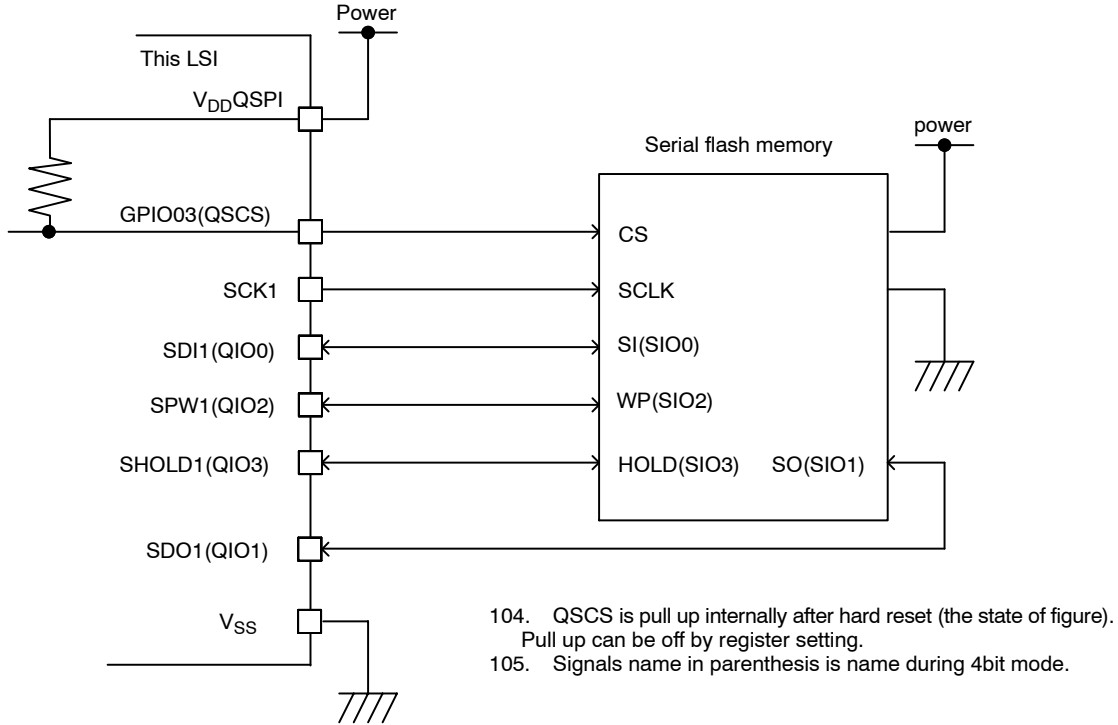 Power
This LSI
VDDQSPI
power
Serial flash memory
GPIO03(QSCS)
CS
SCK1
SCLK
SDI1(QIO0)
SI(SIO0)
SPW1(QIO2)
WP(SIO2)
SHOLD1(QIO3)
HOLD(SIO3) SO(SIO1)
SDO1(QIO1)
VSS
104. QSCS is pull up internally after hard reset (the state of figure).
Pull up can be off by register setting.
105. Signals name in parenthesis is name during 4bit mode.